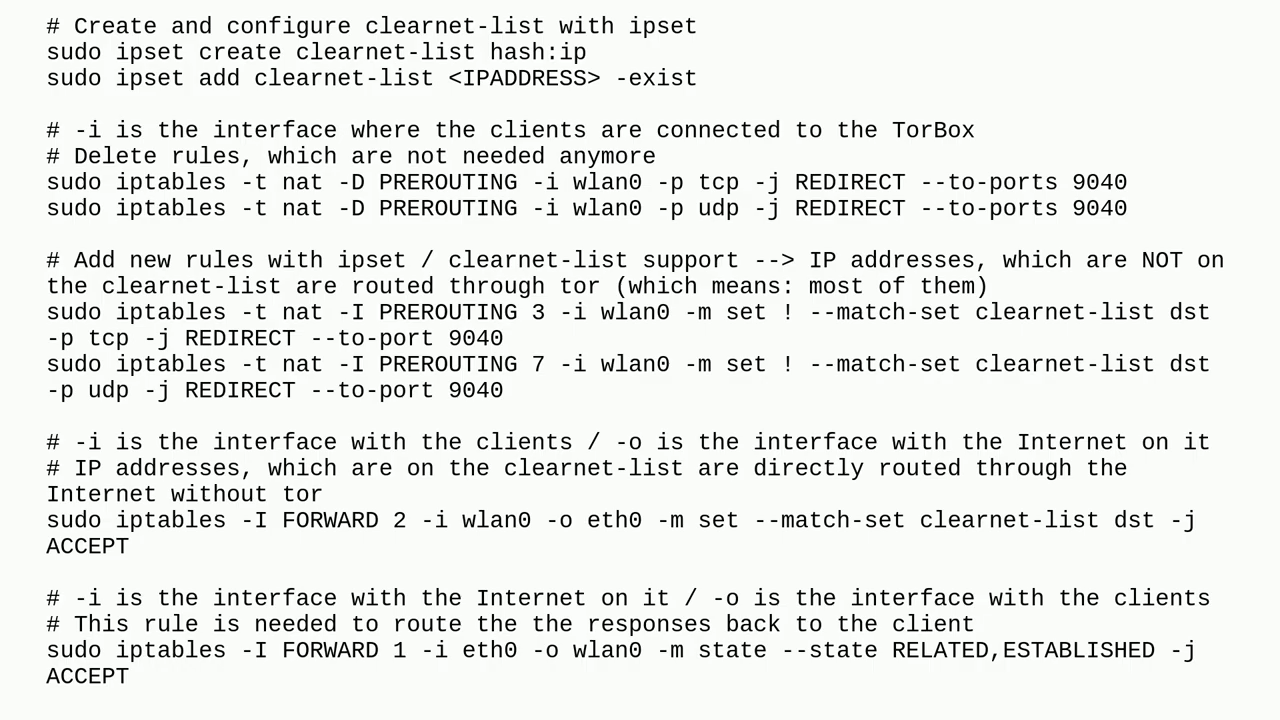 # Create and configure clearnet-list with ipset
sudo ipset create clearnet-list hash:ip
sudo ipset add clearnet-list <IPADDRESS> -exist
# -i is the interface where the clients are connected to the TorBox
# Delete rules, which are not needed anymore
sudo iptables -t nat -D PREROUTING -i wlan0 -p tcp -j REDIRECT --to-ports 9040
sudo iptables -t nat -D PREROUTING -i wlan0 -p udp -j REDIRECT --to-ports 9040
# Add new rules with ipset / clearnet-list support --> IP addresses, which are NOT on
the clearnet-list are routed through tor (which means: most of them)
sudo iptables -t nat -I PREROUTING 3 -i wlan0 -m set ! --match-set clearnet-list dst
-p tcp -j REDIRECT --to-port 9040
sudo iptables -t nat -I PREROUTING 7 -i wlan0 -m set ! --match-set clearnet-list dst
-p udp -j REDIRECT --to-port 9040
# -i is the interface with the clients / -o is the interface with the Internet on it
# IP addresses, which are on the clearnet-list are directly routed through the
Internet without tor
sudo iptables -I FORWARD 2 -i wlan0 -o eth0 -m set --match-set clearnet-list dst -j
ACCEPT
# -i is the interface with the Internet on it / -o is the interface with the clients
# This rule is needed to route the the responses back to the client
sudo iptables -I FORWARD 1 -i eth0 -o wlan0 -m state --state RELATED,ESTABLISHED -j
ACCEPT